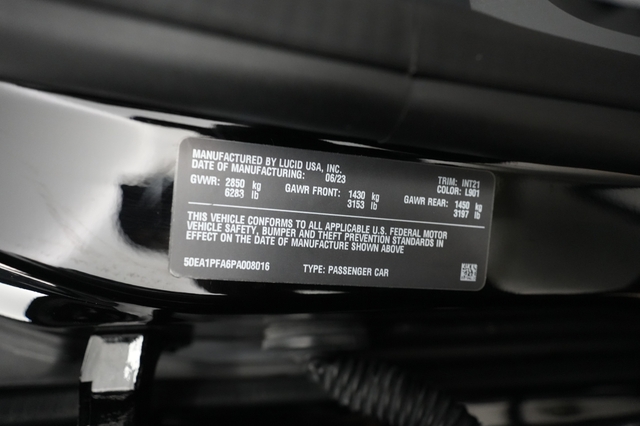 MANUFACTURED BY LUCID USA, INC.
DATE OF MANUFACTURING: 06/23
TRIM: INT21
COLOR: L901
GVWR: 2850 kg GAWR FRONT: 1430 kg GAWR REAR: 1450 kg
6283 lb 3153 lb 3197 lb
THIS VEHICLE CONFORMS TO ALL APPLICABLE U.S. FEDERAL MOTOR
VEHICLE SAFETY, BUMPER AND THEFT PREVENTION STANDARDS IN
EFFECT ON THE DATE OF MANUFACTURE SHOWN ABOVE
50EA1PFA6PA008016 TYPE: PASSENGER CAR